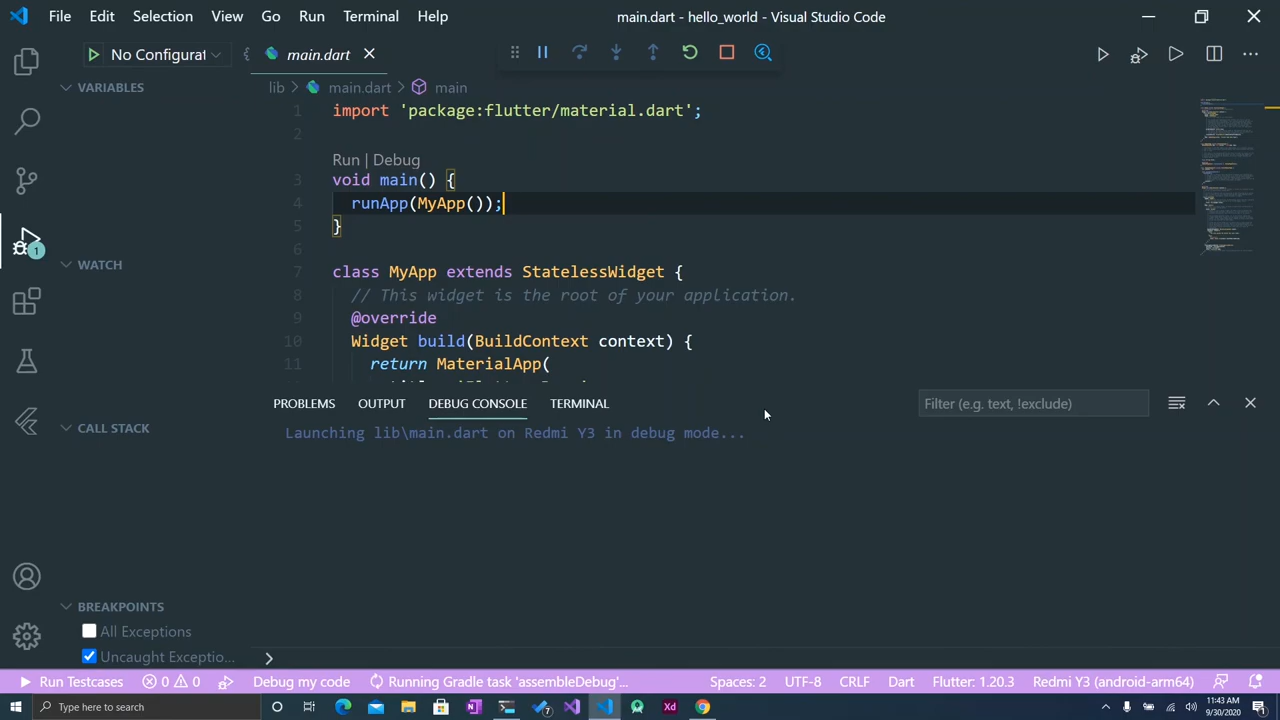 File Edit Selection View Go Run Terminal Help
main.dart - hello_world - Visual Studio Code
No Configurat
main.dart
VARIABLES
lib > main.dart > main
1 import 'package:flutter/material.dart';
2
Run | Debug
3 void main() {
4 runApp(MyApp());
5 }
6
7 class MyApp extends StatelessWidget {
8 // This widget is the root of your application.
9 @override
10 Widget build(BuildContext context) {
11 return MaterialApp(
1
WATCH
PROBLEMS OUTPUT DEBUG CONSOLE TERMINAL
Filter (e.g. text, !exclude)
CALL STACK
Launching lib\main.dart on Redmi Y3 in debug mode...
BREAKPOINTS
All Exceptions
Uncaught Exceptio...
>
Run Testcases 0 0 Debug my code Running Gradle task 'assembleDebug'... Spaces: 2 UTF-8 CRLF Dart Flutter: 1.20.3 Redmi Y3 (android-arm64)
Type here to search
11:43 AM
9/30/2020